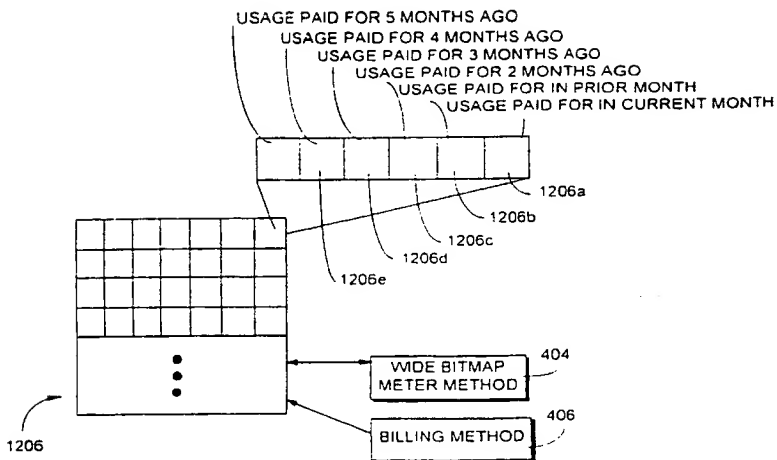 USAGE PAID FOR 5 MONTHS AGO
USAGE PAID FOR 4 MONTHS AGO
USAGE PAID FOR 3 MONTHS AGO
USAGE PAID FOR 2 MONTHS AGO
USAGE PAID FOR IN PRIOR MONTH
USAGE PAID FOR IN CURRENT MONTH
1206a
1206b
1206c
1206d
1206e
404
WIDE BITMAP
METER METHOD
406
BILLING METHOD
1206